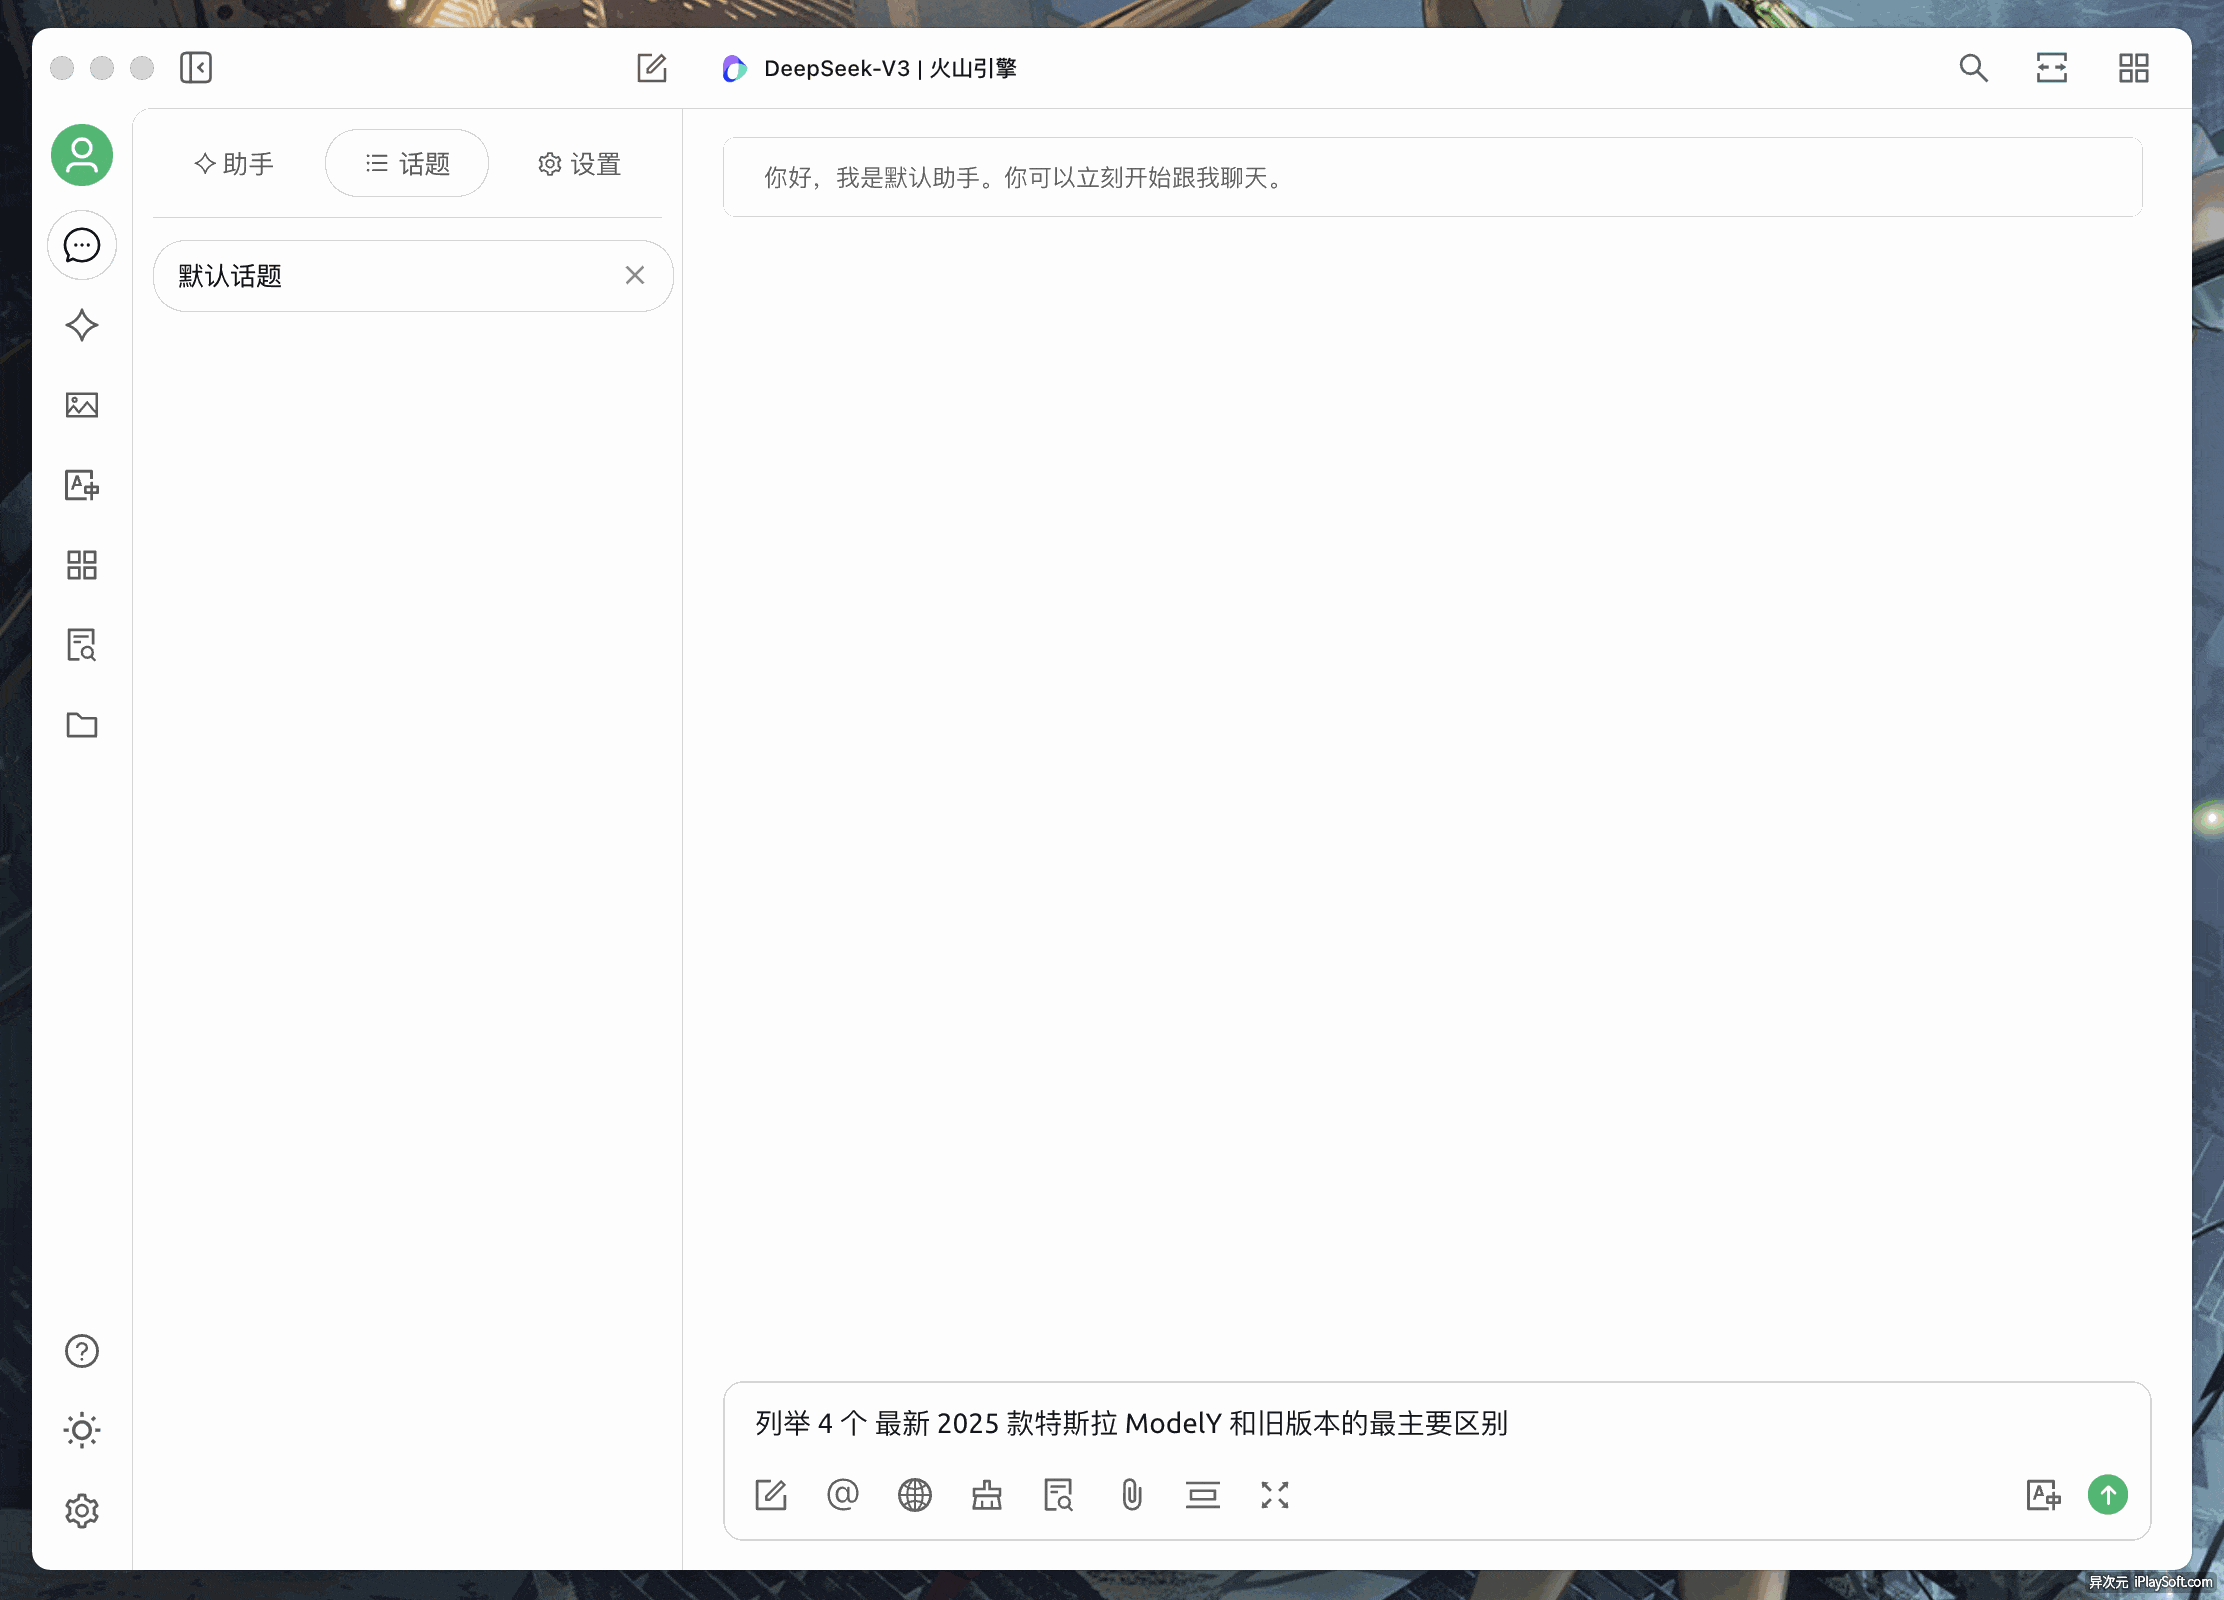 DeepSeek-V3 | 火山引擎
助手
话题
设置
默认话题
你好，我是默认助手。你可以立刻开始跟我聊天。
列举 4 个 最新 2025 款特斯拉 ModelY 和旧版本的最主要区别
异次元 iPlaySoft.com